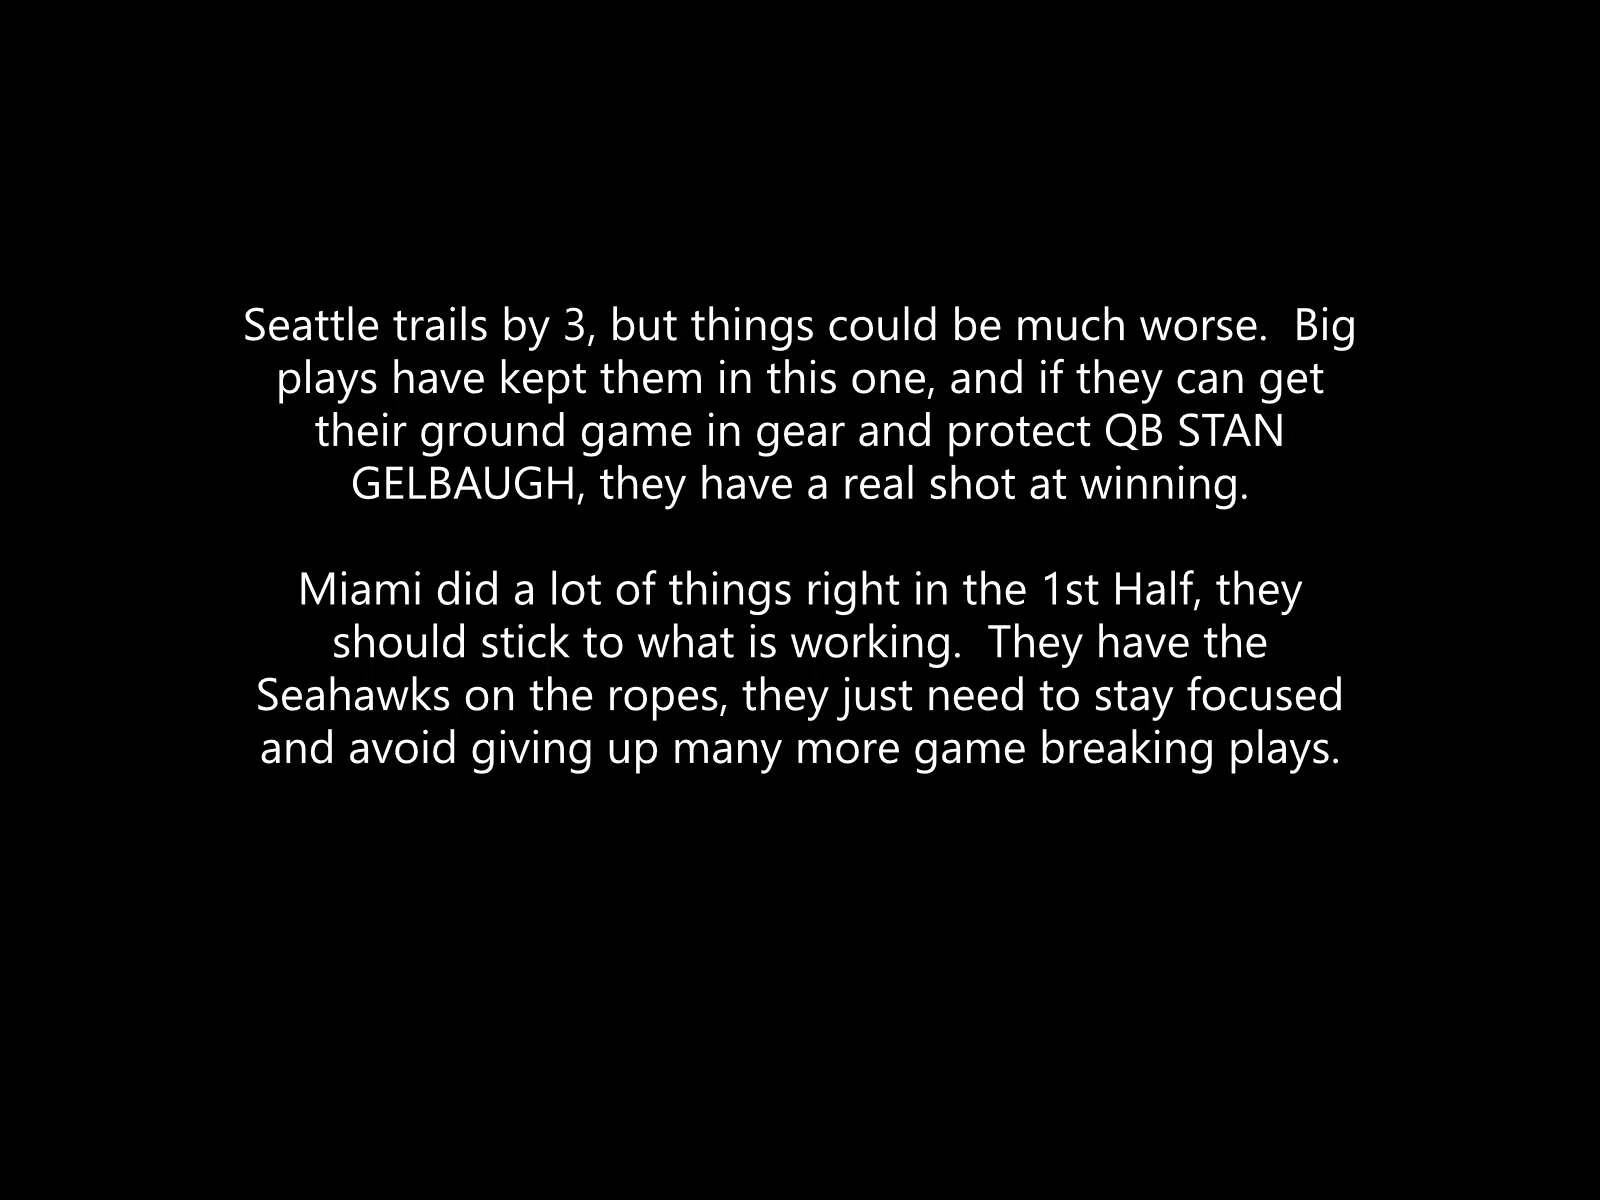 Seattle trails by 3, but things could be much worse.  Big
plays have kept them in this one, and if they can get
their ground game in gear and protect QB STAN
GELBAUGH, they have a real shot at winning.

Miami did a lot of things right in the 1st Half, they
should stick to what is working.  They have the
Seahawks on the ropes, they just need to stay focused
and avoid giving up many more game breaking plays.